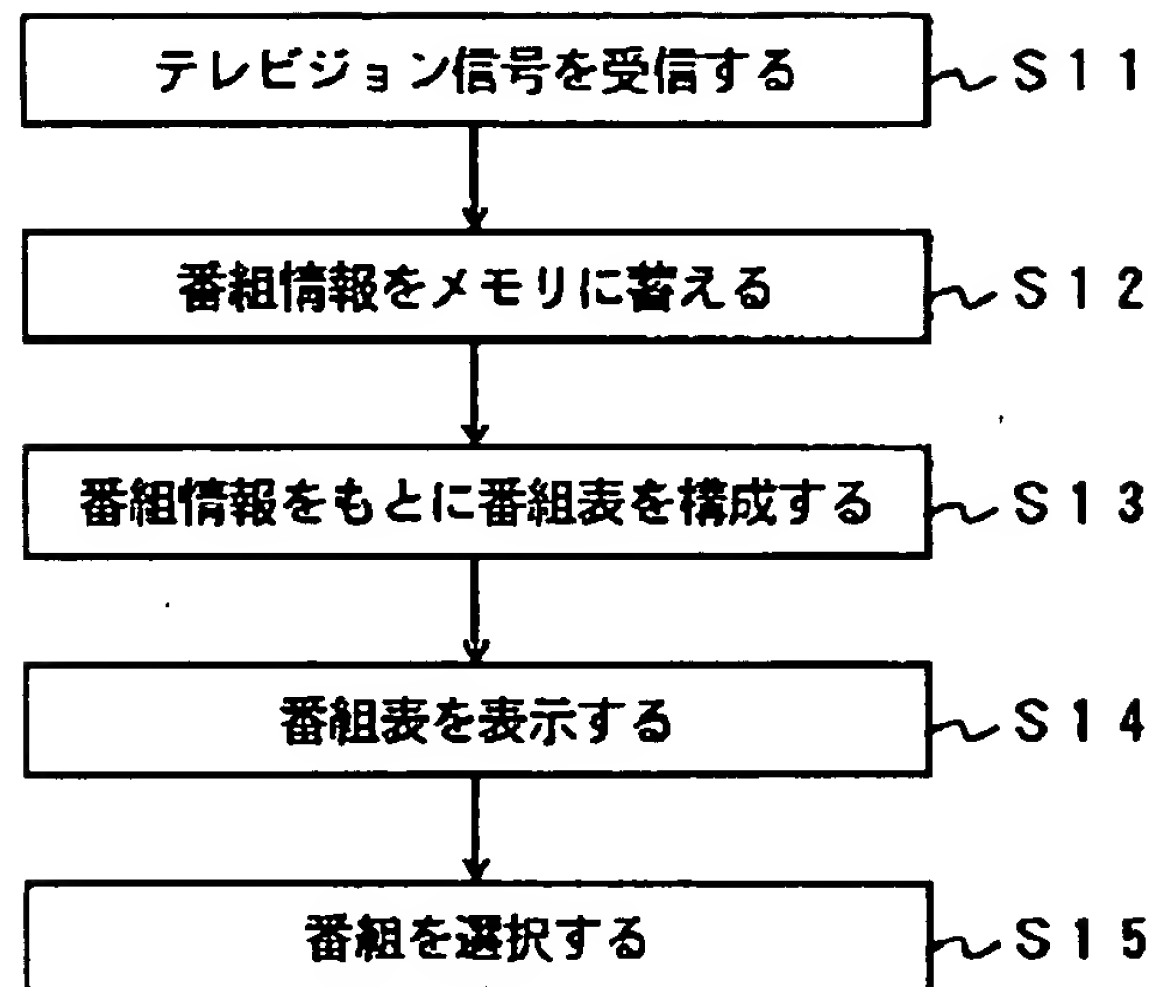 テレビジョン信号を受信する S11
番組情報をメモリに蓄える S12
番組情報をもとに番組表を構成する S13
番組表を表示する S14
番組を選択する S15